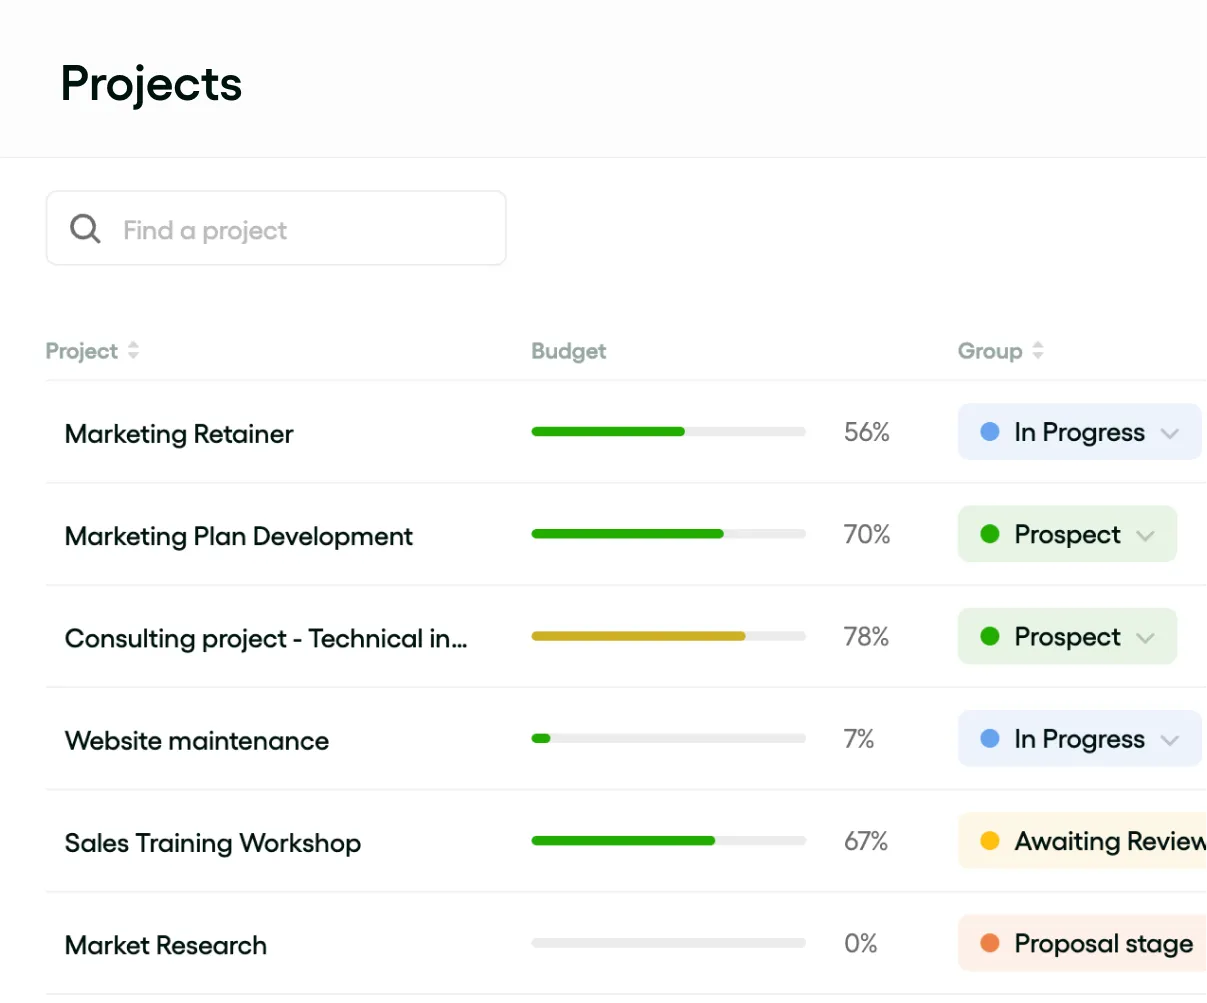 Projects
Find a project
Project Budget Group
Marketing Retainer 56% In Progress
Marketing Plan Development 70% Prospect
Consulting project - Technical in... 78% Prospect
Website maintenance 7% In Progress
Sales Training Workshop 67% Awaiting Review
Market Research 0% Proposal stage